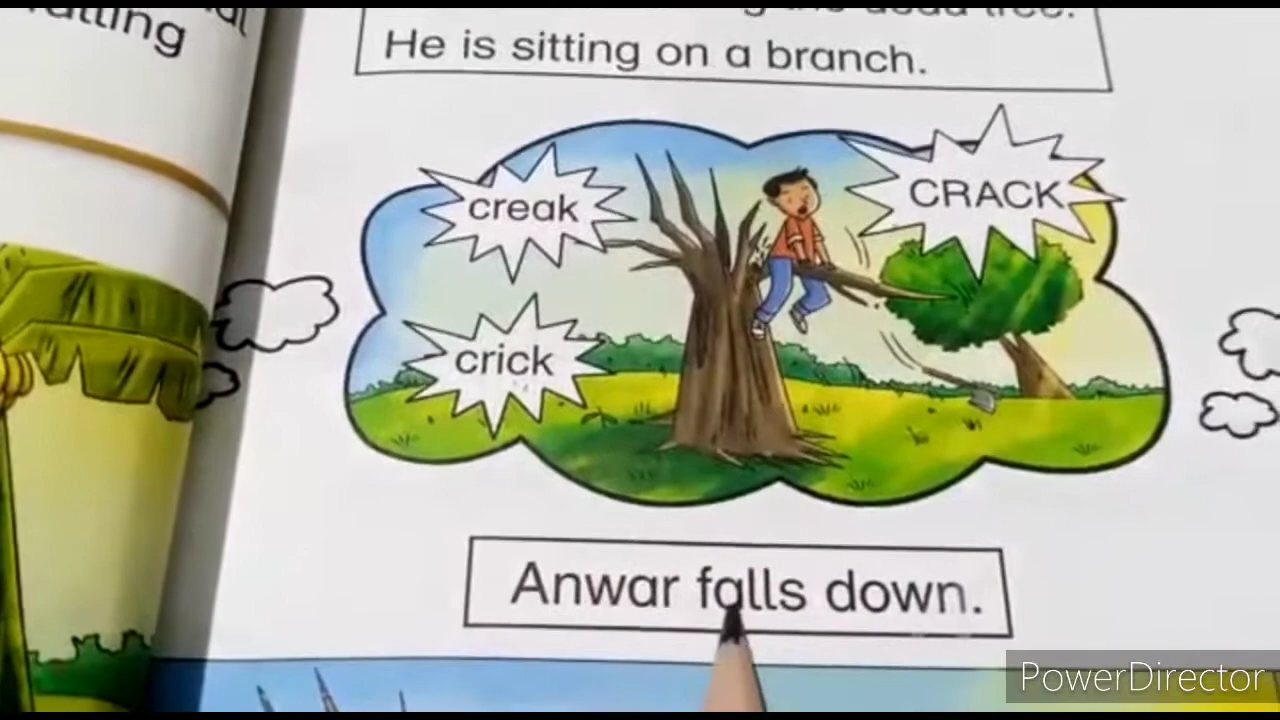 He is sitting on a branch.
creak
CRACK
crick
Anwar falls down.
PowerDirector